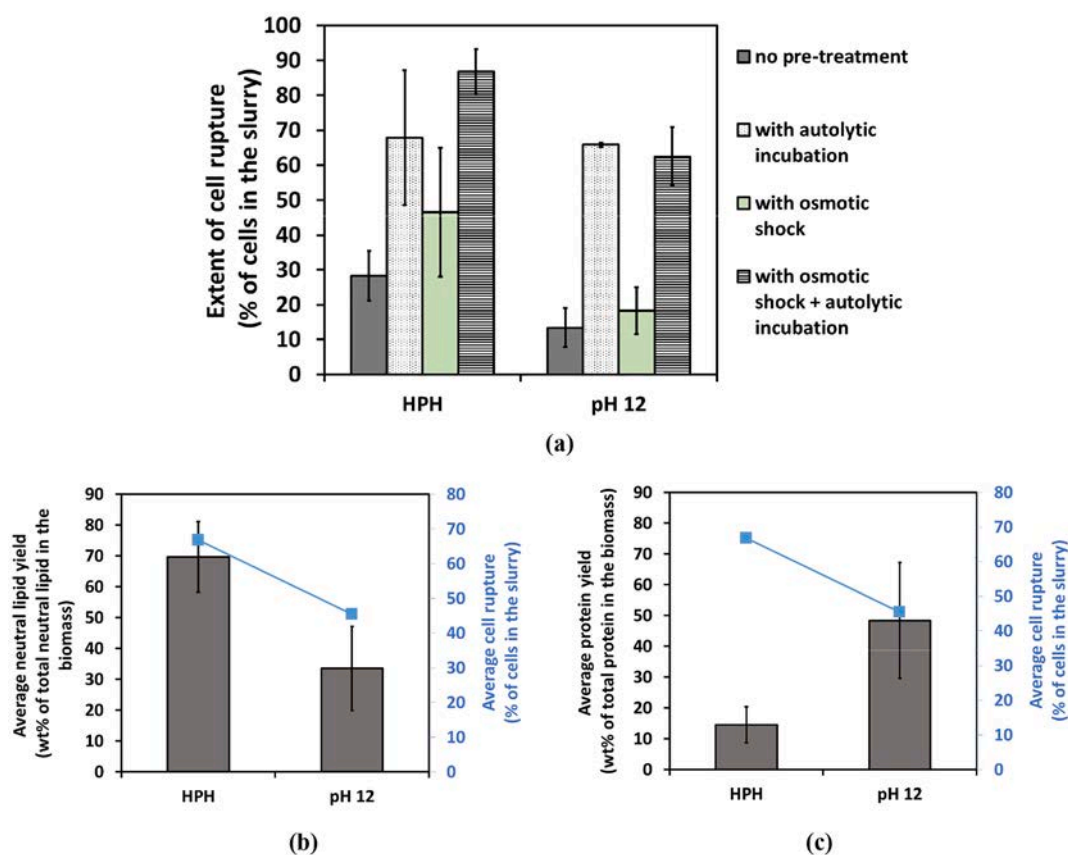 Extent of cell rupture
(% of cells in the slurry)
100
90
80
70
60
50
40
30
20
10
0
HPH
pH 12
no pre-treatment
with autolytic
incubation
with osmotic
shock
with osmotic
shock + autolytic
incubation
(a)
Average neutral lipid yield
(wt% of total neutral lipid in the
biomass)
90
80
70
60
50
40
30
20
10
0
HPH
pH 12
80
70
60
50
40
30
20
10
0
Average cell rupture
(% of cells in the slurry)
(b)
Average protein yield
(wt% of total protein in the biomass)
90
80
70
60
50
40
30
20
10
0
HPH
pH 12
80
70
60
50
40
30
20
10
0
Average cell rupture
(% of cells in the slurry)
(c)